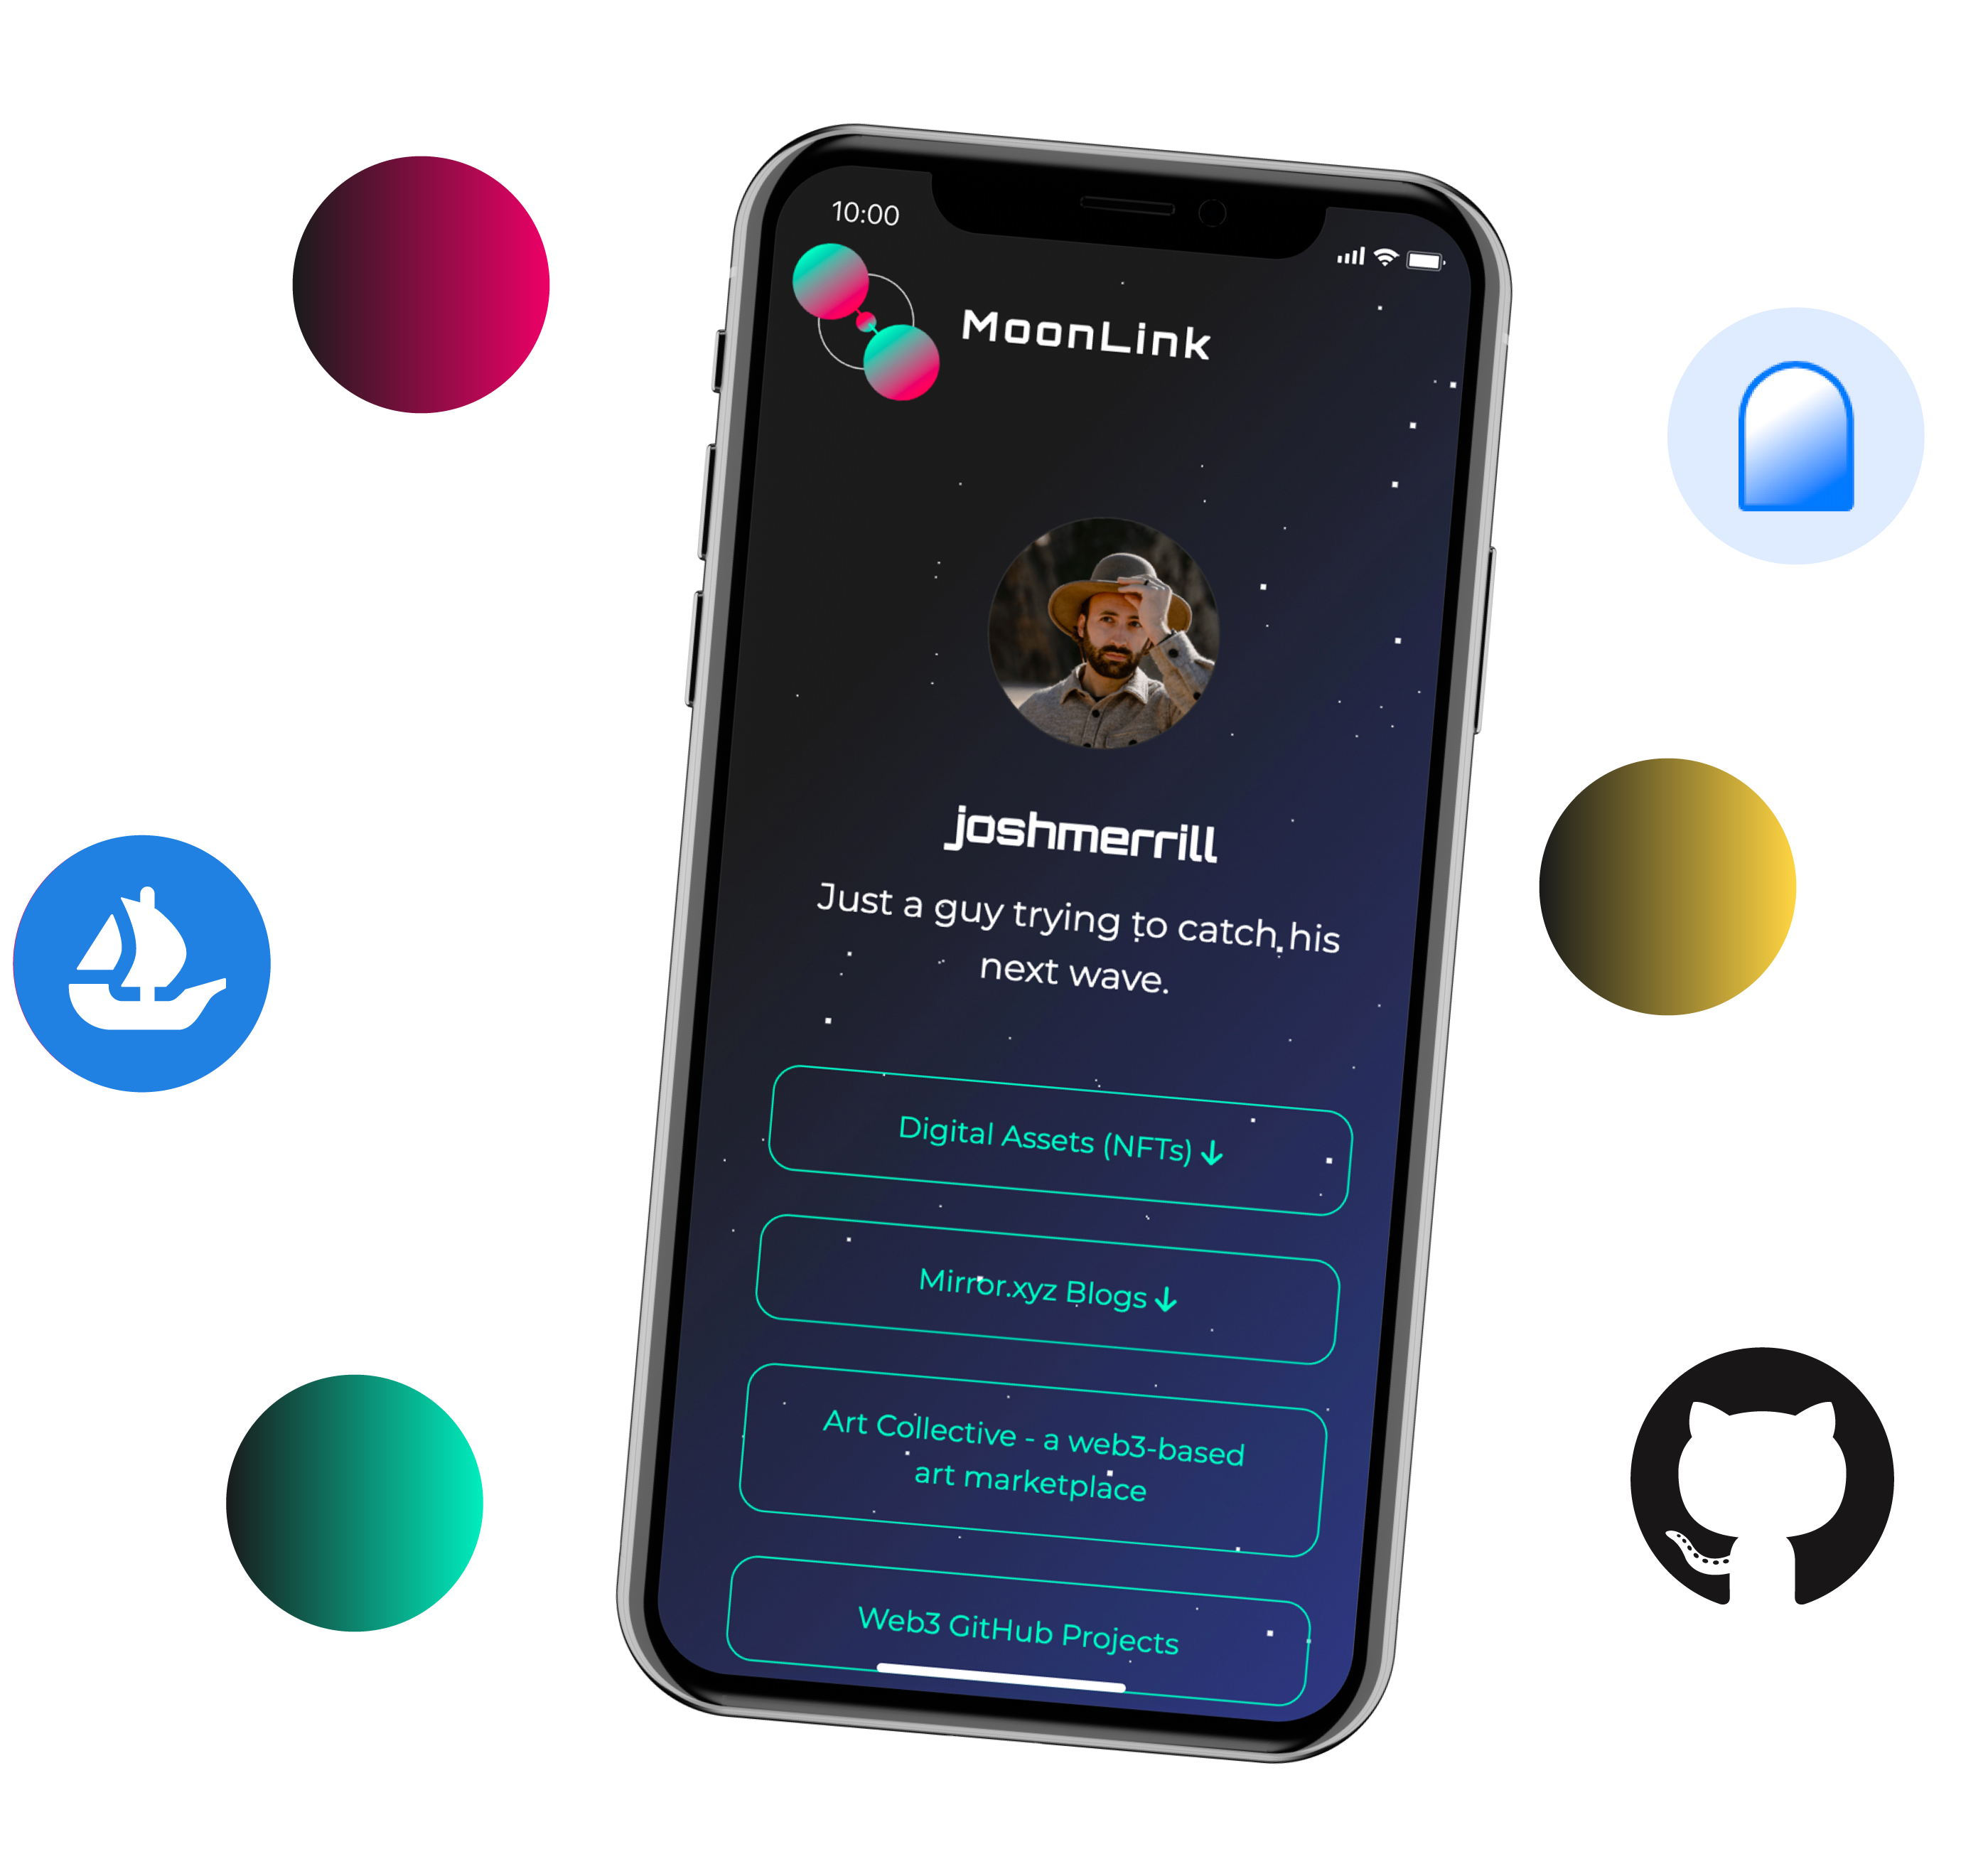 10:00
MoonLink
joshmerrill
Just a guy trying to catch his
next wave.
Digital Assets (NFTs) ↓
Mirror.xyz Blogs ↓
Art Collective - a web3-based
art marketplace
Web3 GitHub Projects